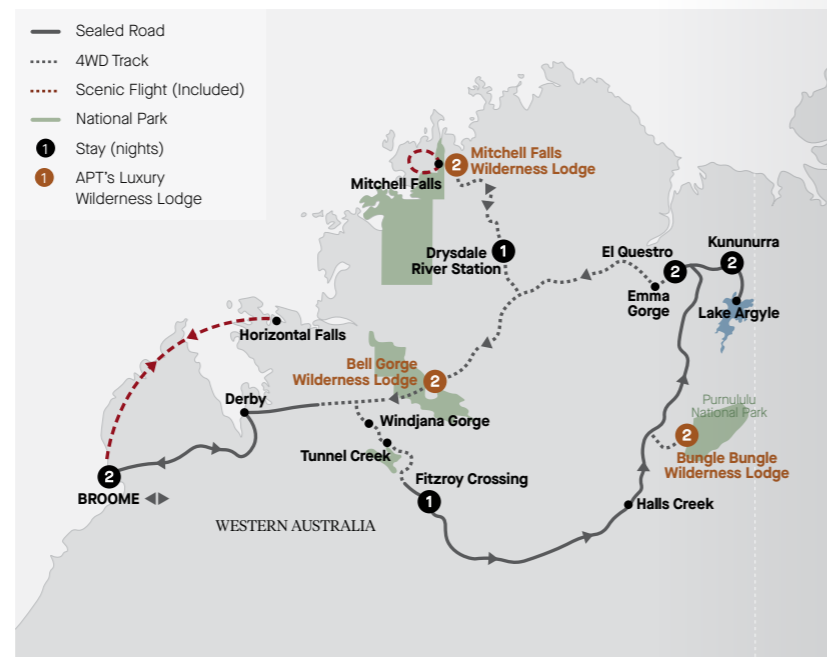 Sealed Road
4WD Track
Scenic Flight (Included)
National Park
1 Stay (nights)
1 APT's Luxury
Wilderness Lodge
2 Mitchell Falls
Wilderness Lodge
Mitchell Falls
Drysdale 1
River Station
El Questro 2
Kununurra
2
Emma
Gorge
Lake Argyle
Horizontal Falls
Bell Gorge
Wilderness Lodge 2
Derby
Windjana Gorge
Tunnel Creek
Purnululu
National Park
2
Bungle Bungle
Wilderness Lodge
Fitzroy Crossing
1
2
BROOME
Halls Creek
WESTERN AUSTRALIA